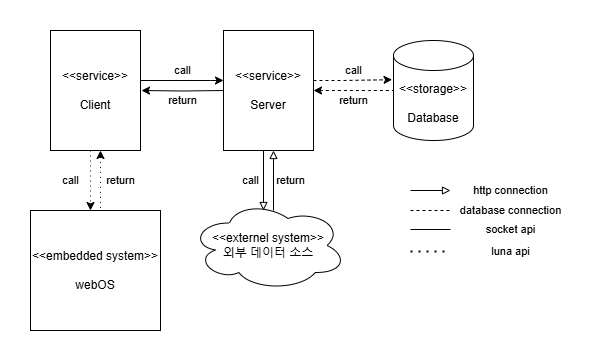 <<service>>
Client
call
return
<<service>>
Server
call
return
<<storage>>
Database
call
return
call
return
<<embedded system>>
webOS
<<externel system>>
외부 데이터 소스
http connection
database connection
socket api
luna api